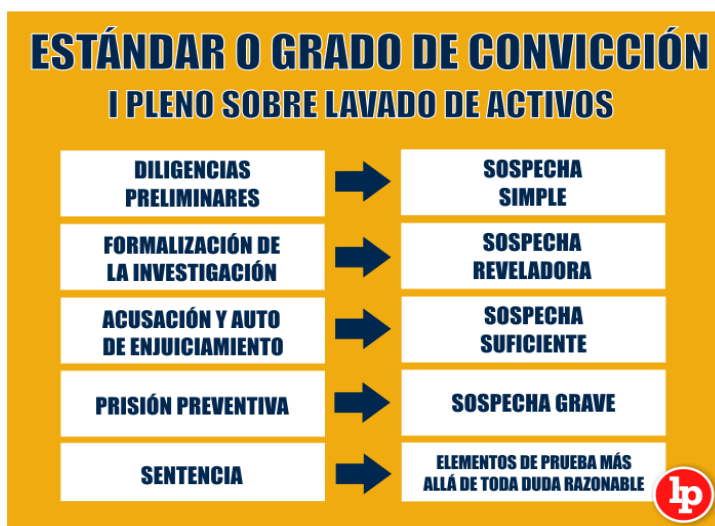 ESTÁNDAR O GRADO DE CONVICCIÓN
I PLENO SOBRE LAVADO DE ACTIVOS
DILIGENCIAS
PRELIMINARES
SOSPECHA
SIMPLE
FORMALIZACIÓN DE
LA INVESTIGACIÓN
SOSPECHA
REVELADORA
ACUSACIÓN Y AUTO
DE ENJUICIAMIENTO
SOSPECHA
SUFICIENTE
PRISIÓN PREVENTIVA
SOSPECHA GRAVE
SENTENCIA
ELEMENTOS DE PRUEBA MÁS
ALLÁ DE TODA DUDA RAZONABLE
lp